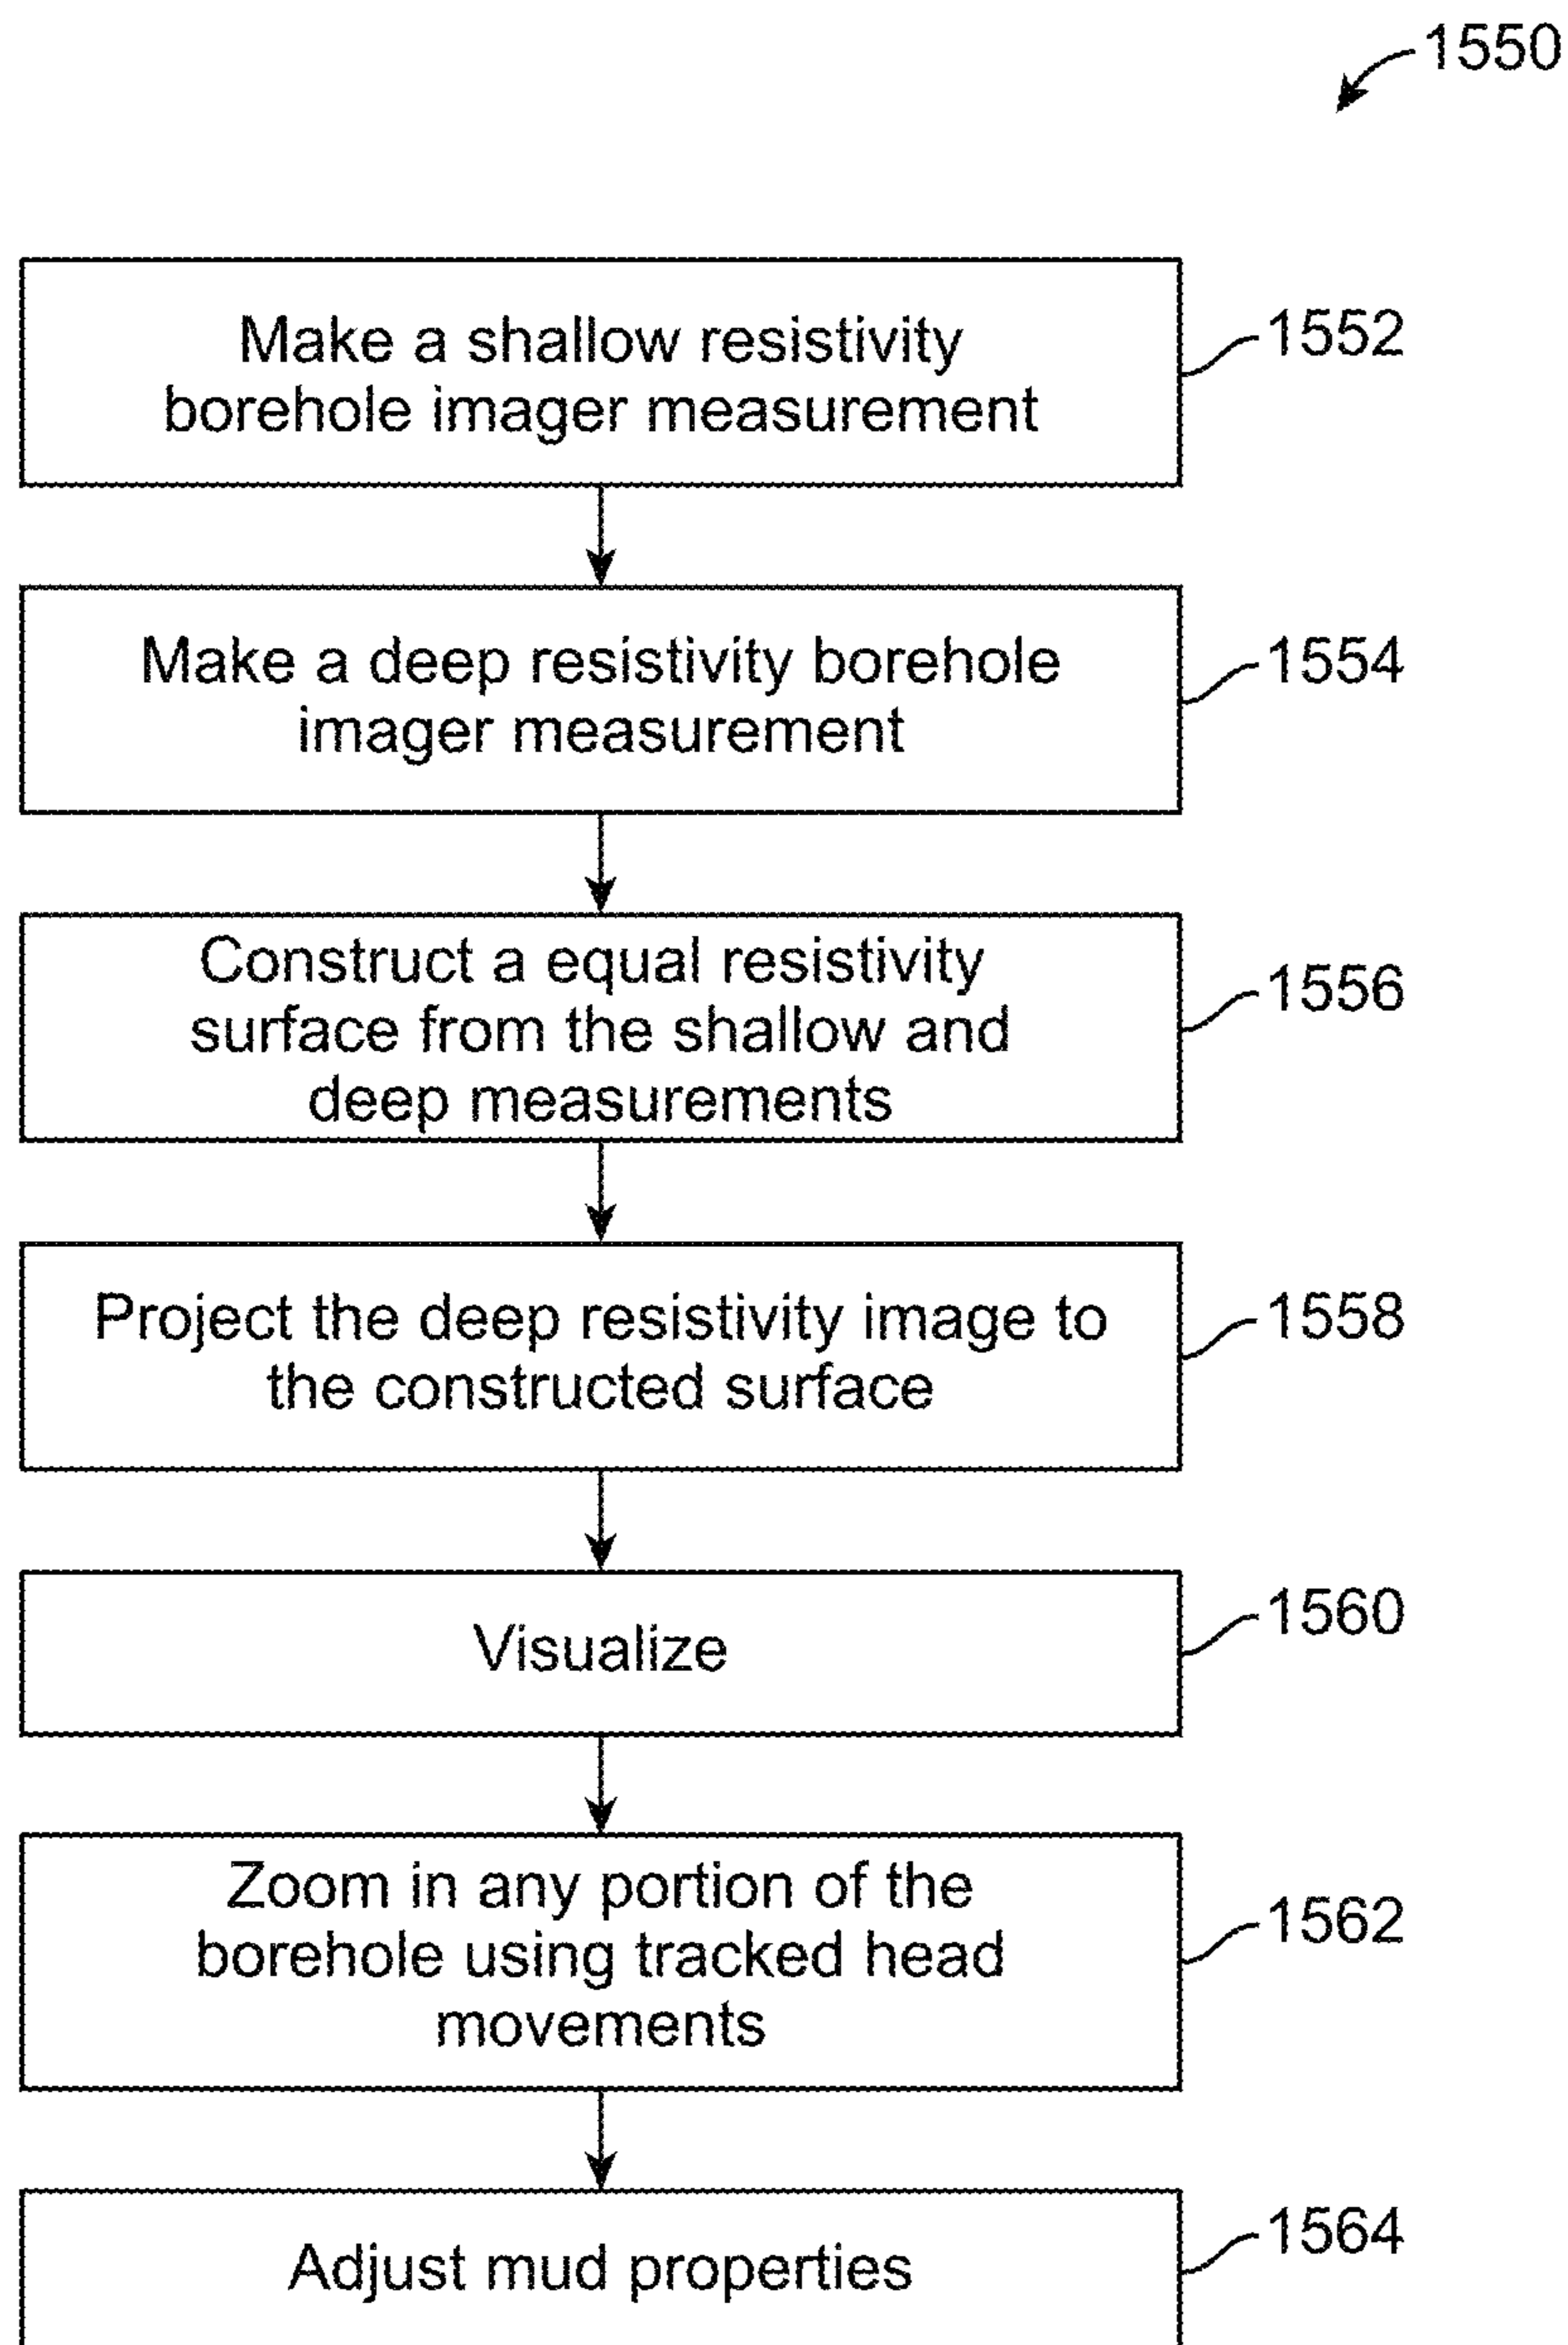 1550
Make a shallow resistivity
borehole imager measurement
1552
Make a deep resistivity borehole
imager measurement
1554
Construct a equal resistivity
surface from the shallow and
deep measurements
1556
Project the deep resistivity image to
the constructed surface
1558
Visualize
1560
Zoom in any portion of the
borehole using tracked head
movements
1562
Adjust mud properties
1564